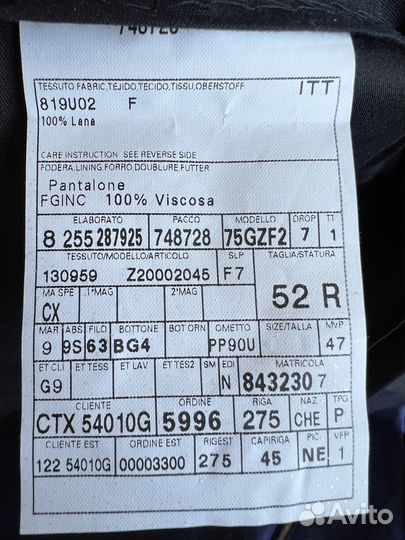 748728
TESSUTO,FABRIC,TEJIDO,TECIDO,TISSU,OBERSTOFF ITT
819U02 F
100% Lana
CARE INSTRUCTION SEE REVERSE SIDE
FODERA,LINING,FORRO,DOUBLURE,FUTTER
Pantalone
FGINC 100% Viscosa
ELABORATO PACCO MODELLO DROP TI
8 255 287925 748728 75GZF2 7 1
TESSUTO/MODELLO/ARTICOLO SLP TAGLIA/STATURA
130959 Z20002045 F7
MA SPE 1°MAG 2°MAG 52 R
CX
MAR ABS FILO BOTTONE BOT ORN OMETTO SIZE/TALLA MVP
9 9S 63 BG4 PP90U 47
ET C.I ET TESS ET LAV ET TES2 SM EDI MATRICOLA
G9 N 843230 7
CLIENTE ORDINE RIGA NAZ TPO
CTX 54010G 5996 275 CHE P
CLIENTE EST ORDINE EST RIGEST CAPIRIGA PIC VFP
122 54010G 00003300 275 45 NE 1
Avito